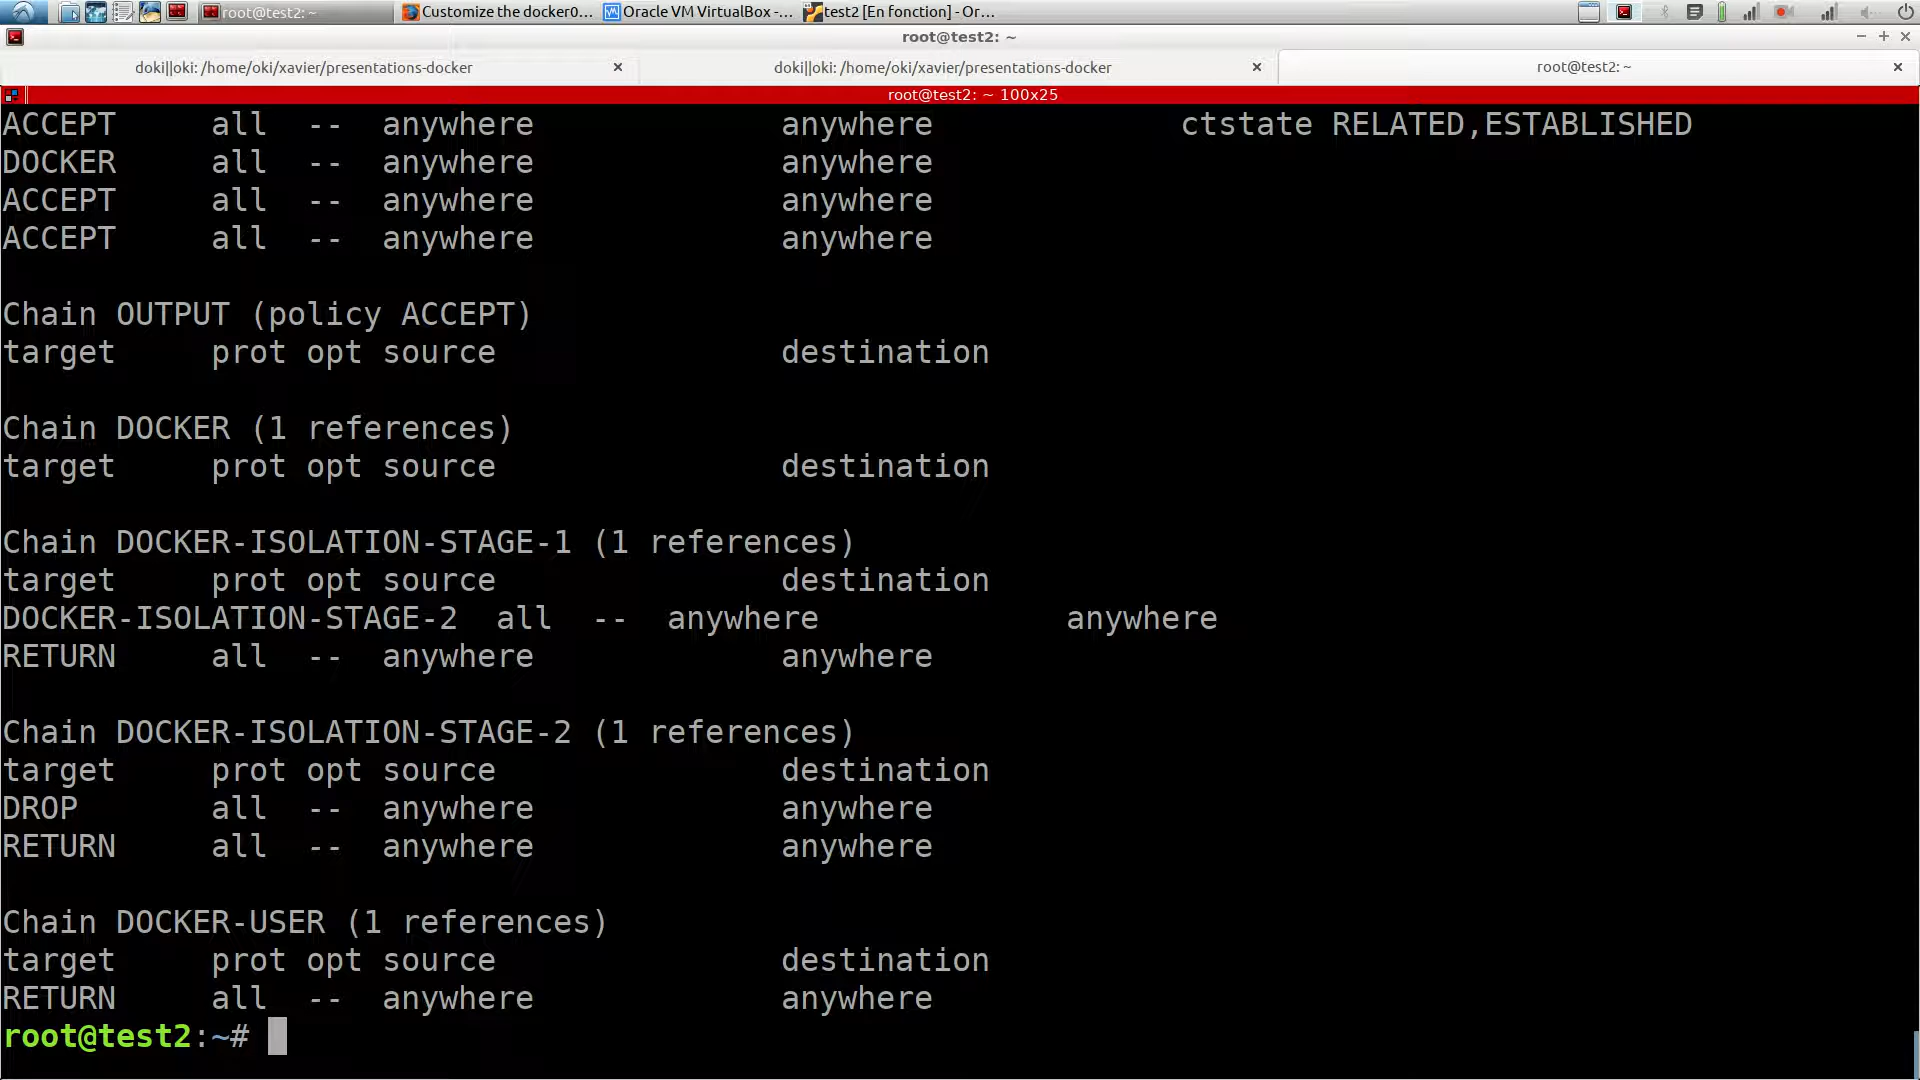 root@test2: ~
Customize the docker0...
Oracle VM VirtualBox -...
test2 [En fonction] - Or...
root@test2: ~
doki||oki: /home/oki/xavier/presentations-docker
doki||oki: /home/oki/xavier/presentations-docker
root@test2: ~
root@test2: ~ 100x25
ACCEPT     all  --  anywhere             anywhere             ctstate RELATED,ESTABLISHED
DOCKER     all  --  anywhere             anywhere
ACCEPT     all  --  anywhere             anywhere
ACCEPT     all  --  anywhere             anywhere
Chain OUTPUT (policy ACCEPT)
target     prot opt source               destination
Chain DOCKER (1 references)
target     prot opt source               destination
Chain DOCKER-ISOLATION-STAGE-1 (1 references)
target     prot opt source               destination
DOCKER-ISOLATION-STAGE-2  all  --  anywhere             anywhere
RETURN     all  --  anywhere             anywhere
Chain DOCKER-ISOLATION-STAGE-2 (1 references)
target     prot opt source               destination
DROP       all  --  anywhere             anywhere
RETURN     all  --  anywhere             anywhere
Chain DOCKER-USER (1 references)
target     prot opt source               destination
RETURN     all  --  anywhere             anywhere
root@test2:~#